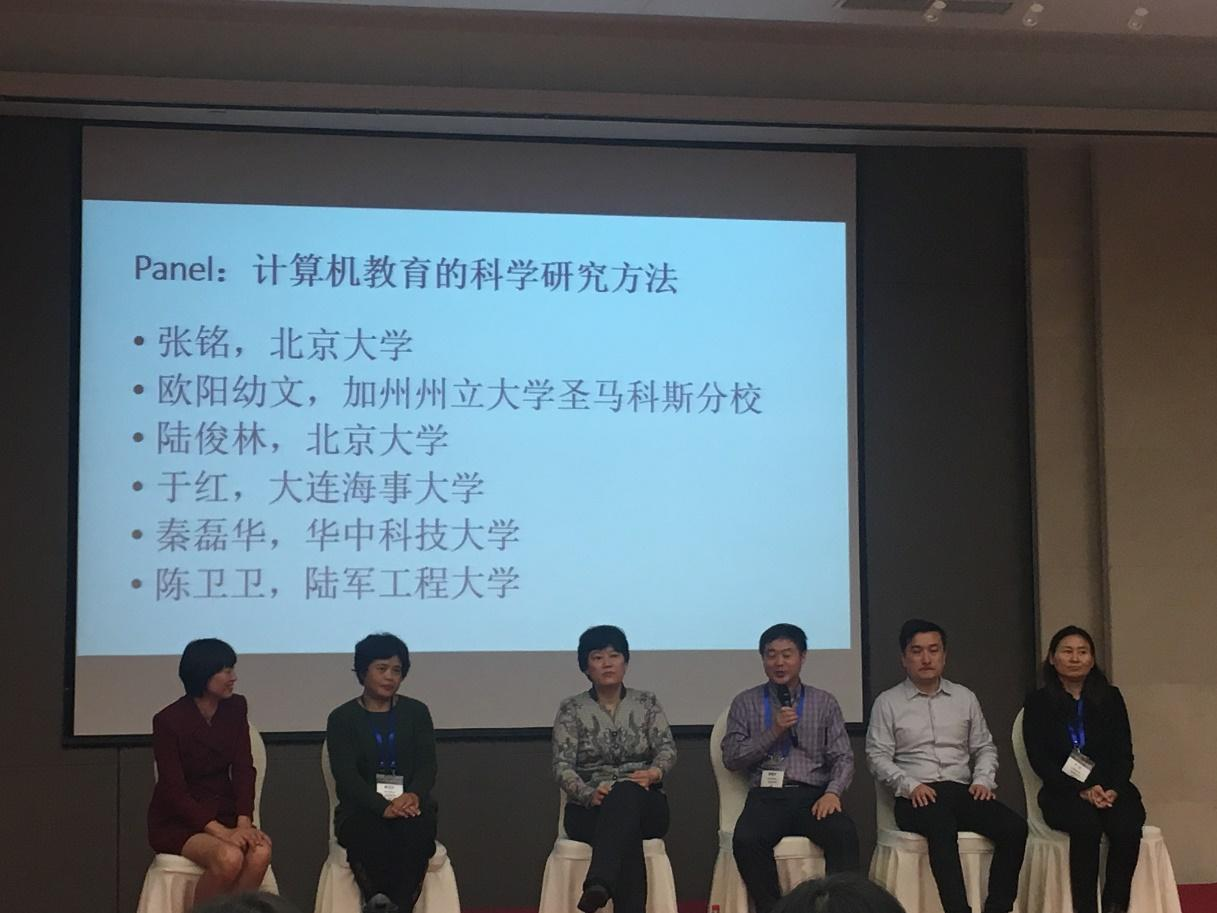 Panel：计算机教育的科学研究方法
• 张铭，北京大学
• 欧阳幼文，加州州立大学圣马科斯分校
• 陆俊林，北京大学
• 于红，大连海事大学
• 秦磊华，华中科技大学
• 陈卫卫，陆军工程大学